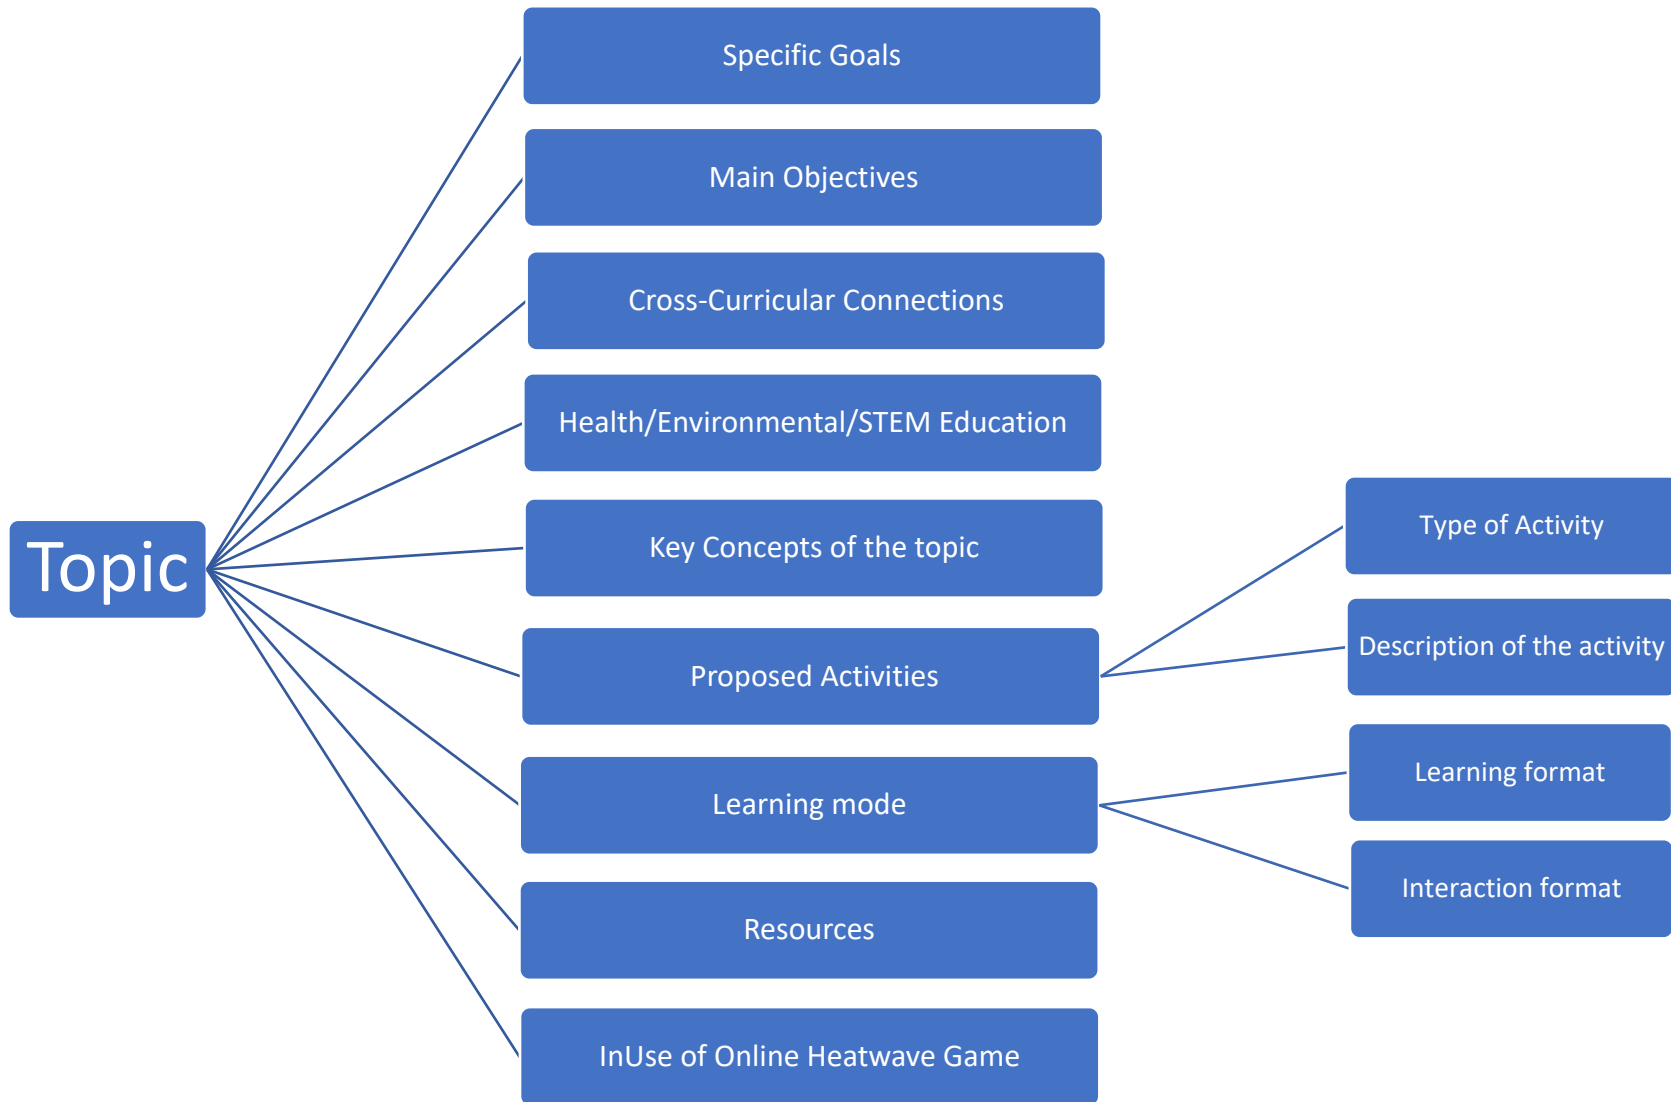 Topic
Specific Goals
Main Objectives
Cross-Curricular Connections
Health/Environmental/STEM Education
Key Concepts of the topic
Proposed Activities
Type of Activity
Description of the activity
Learning mode
Learning format
Interaction format
Resources
InUse of Online Heatwave Game